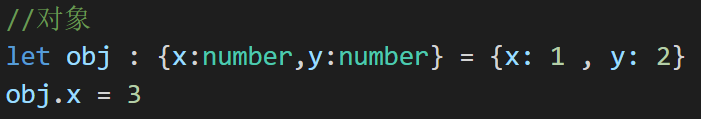 //对象
let obj : {x:number,y:number} = {x: 1 , y: 2}
obj.x = 3